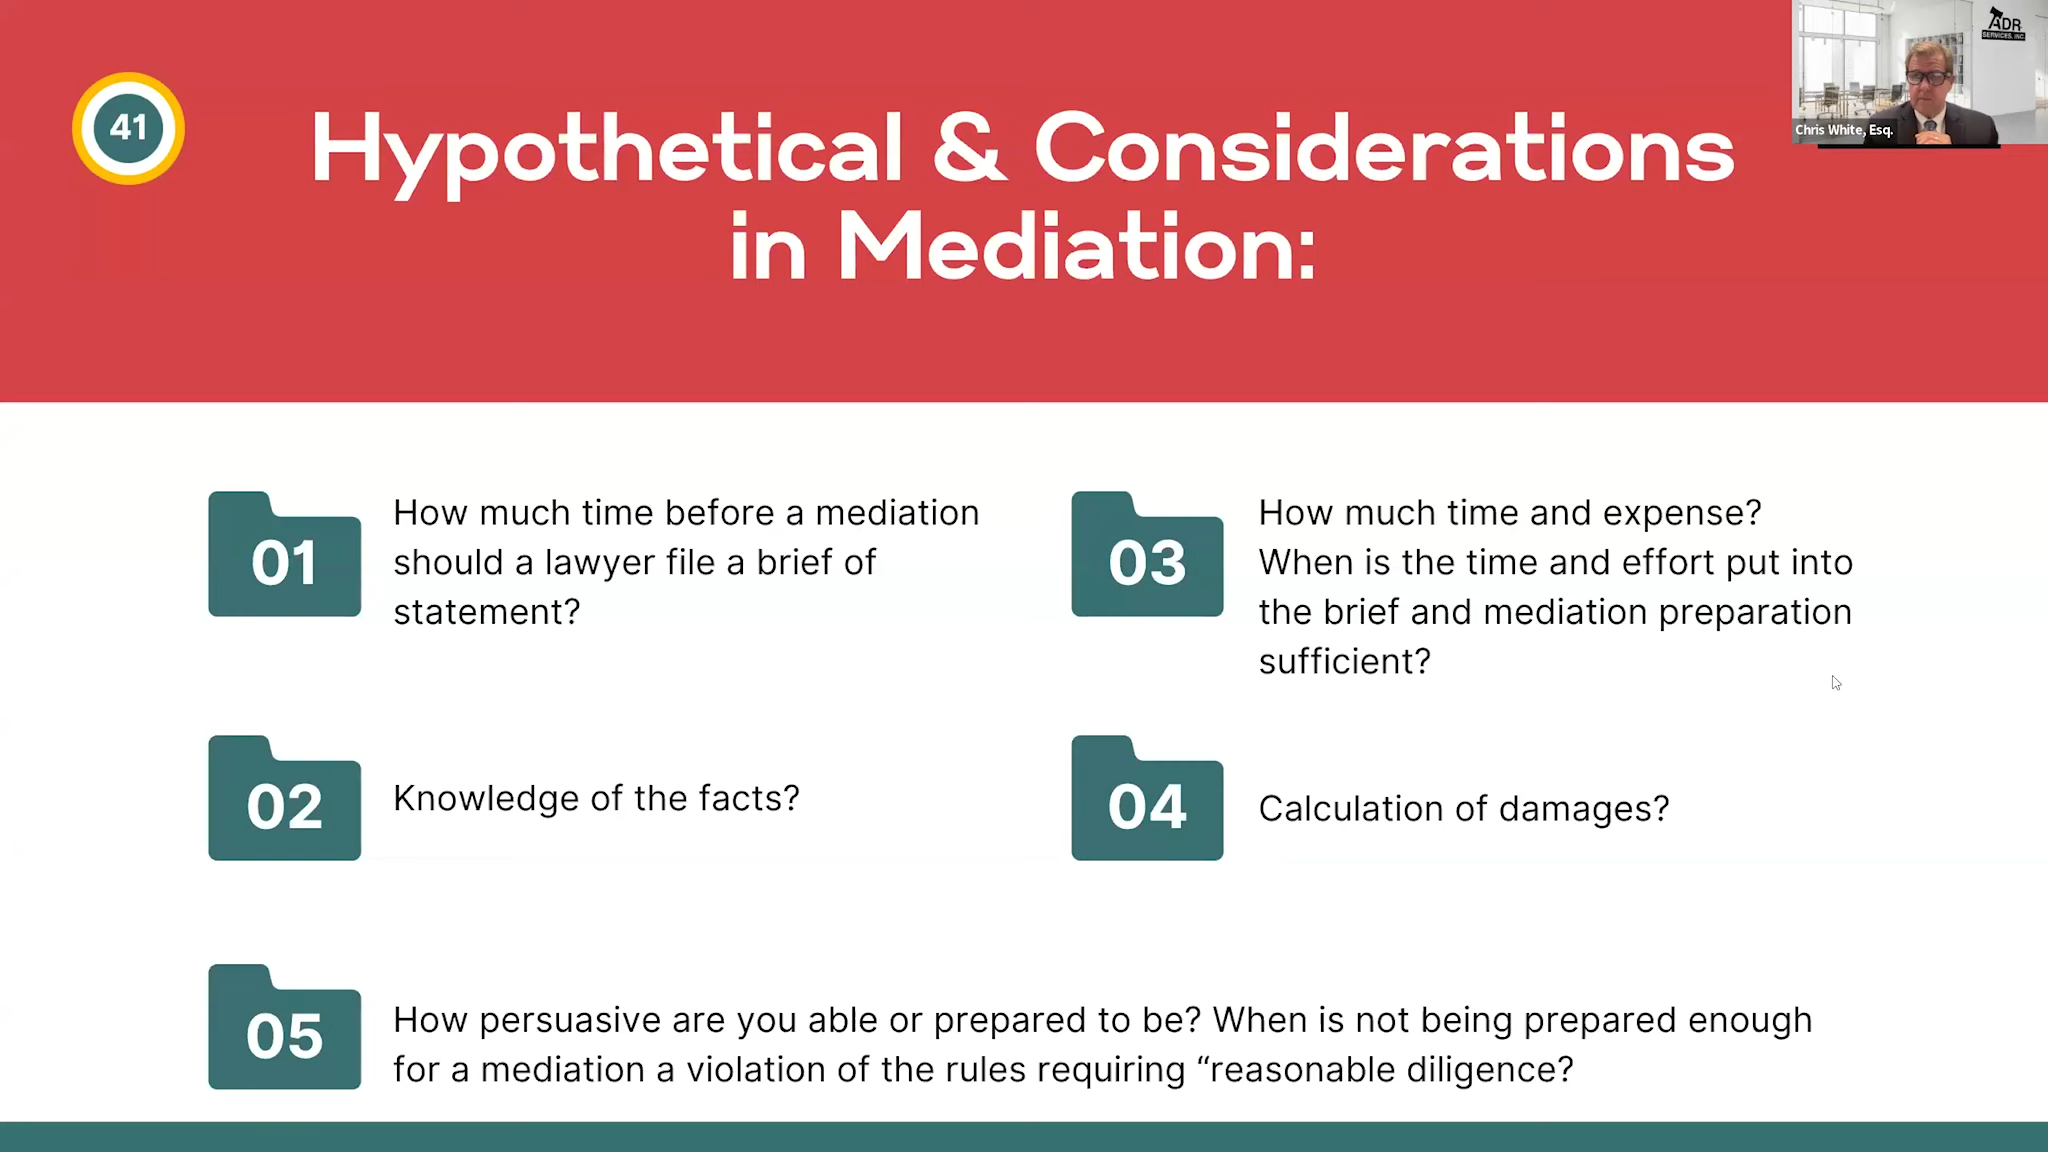 41
Hypothetical & Considerations
in Mediation:
ADR
SERVICES, INC.
Chris White, Esq.
01
How much time before a mediation
should a lawyer file a brief of
statement?
02
Knowledge of the facts?
03
How much time and expense?
When is the time and effort put into
the brief and mediation preparation
sufficient?
04
Calculation of damages?
05
How persuasive are you able or prepared to be? When is not being prepared enough
for a mediation a violation of the rules requiring “reasonable diligence?